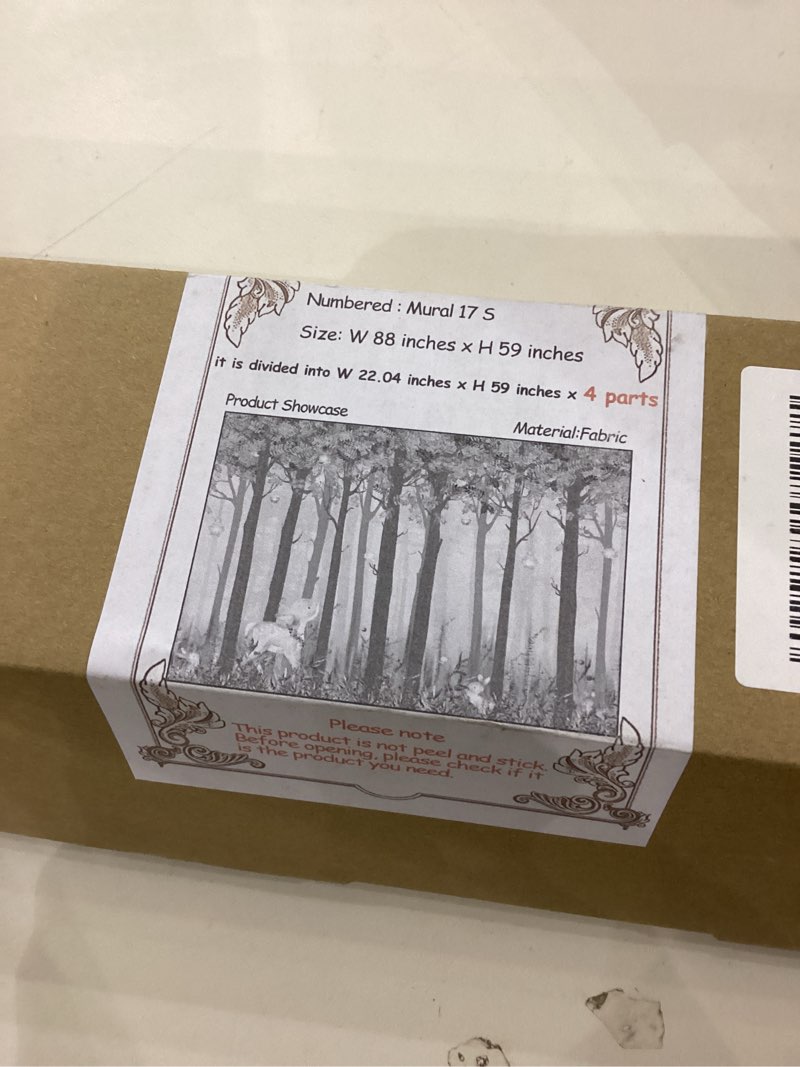 Numbered : Mural 17 S
Size: W 88 inches x H 59 inches
it is divided into W 22.04 inches x H 59 inches x 4 parts
Product Showcase
Material:Fabric
Please note
This product is not peel and stick.
Before opening, please check if it
is the product you need.